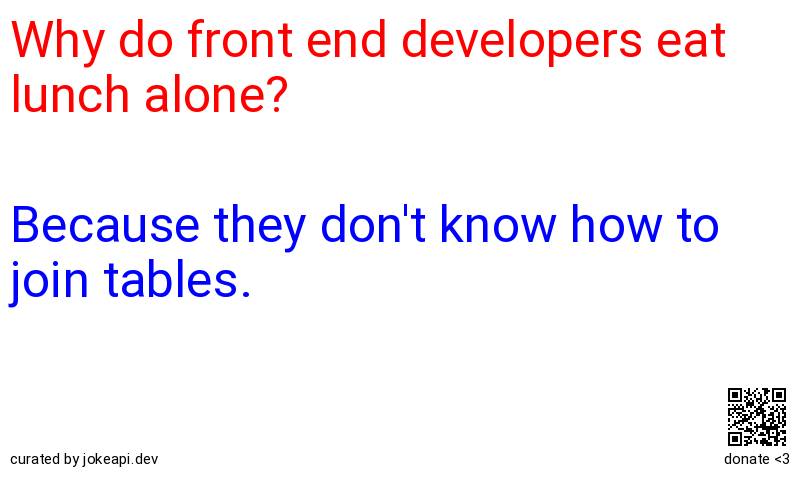 Why do front end developers eat
lunch alone?
Because they don't know how to
join tables.
curated by jokeapi.dev
donate <3